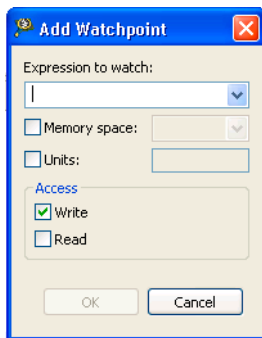 Add Watchpoint
Expression to watch:
Memory space:
Units:
Access
Write
Read
OK Cancel